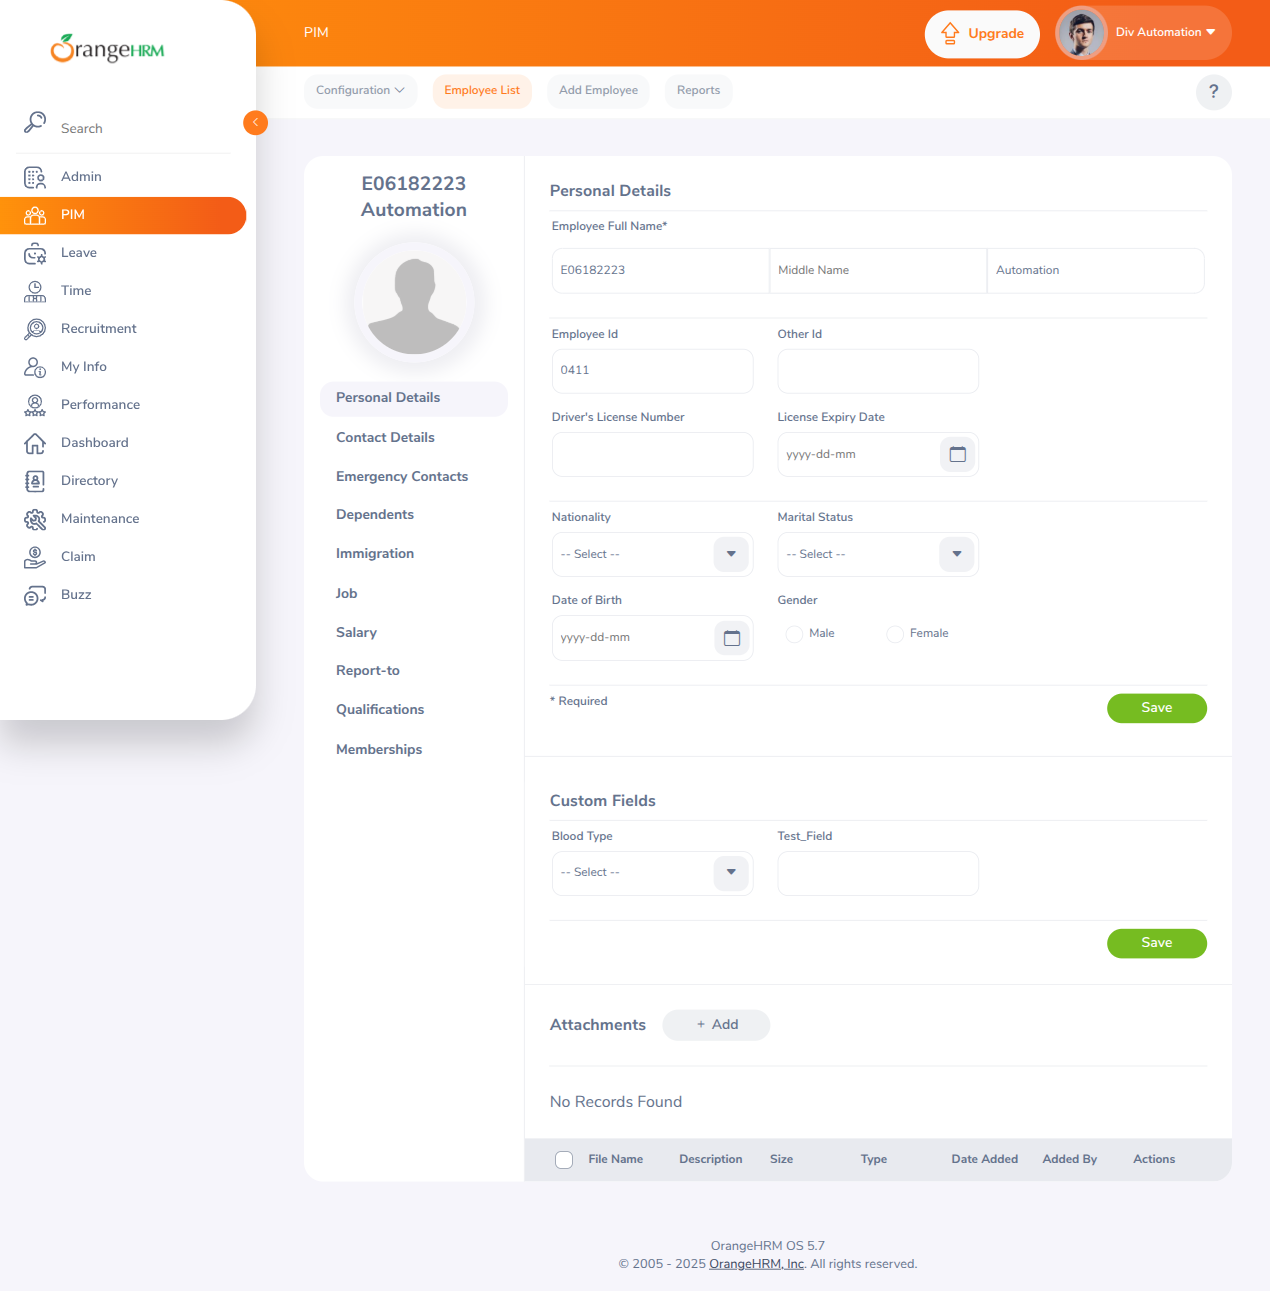 OrangeHRM
PIM
Upgrade
Div Automation
Configuration
Employee List
Add Employee
Reports
?
Search
Admin
PIM
Leave
Time
Recruitment
My Info
Performance
Dashboard
Directory
Maintenance
Claim
Buzz
E06182223
Automation
Personal Details
Contact Details
Emergency Contacts
Dependents
Immigration
Job
Salary
Report-to
Qualifications
Memberships
Personal Details
Employee Full Name*
E06182223 Middle Name Automation
Employee Id Other Id
0411
Driver's License Number License Expiry Date
yyyy-dd-mm
Nationality Marital Status
-- Select -- -- Select --
Date of Birth Gender
yyyy-dd-mm Male Female
* Required Save
Custom Fields
Blood Type Test_Field
-- Select --
Save
Attachments + Add
No Records Found
File Name Description Size Type Date Added Added By Actions
OrangeHRM OS 5.7
© 2005 - 2025 OrangeHRM, Inc. All rights reserved.